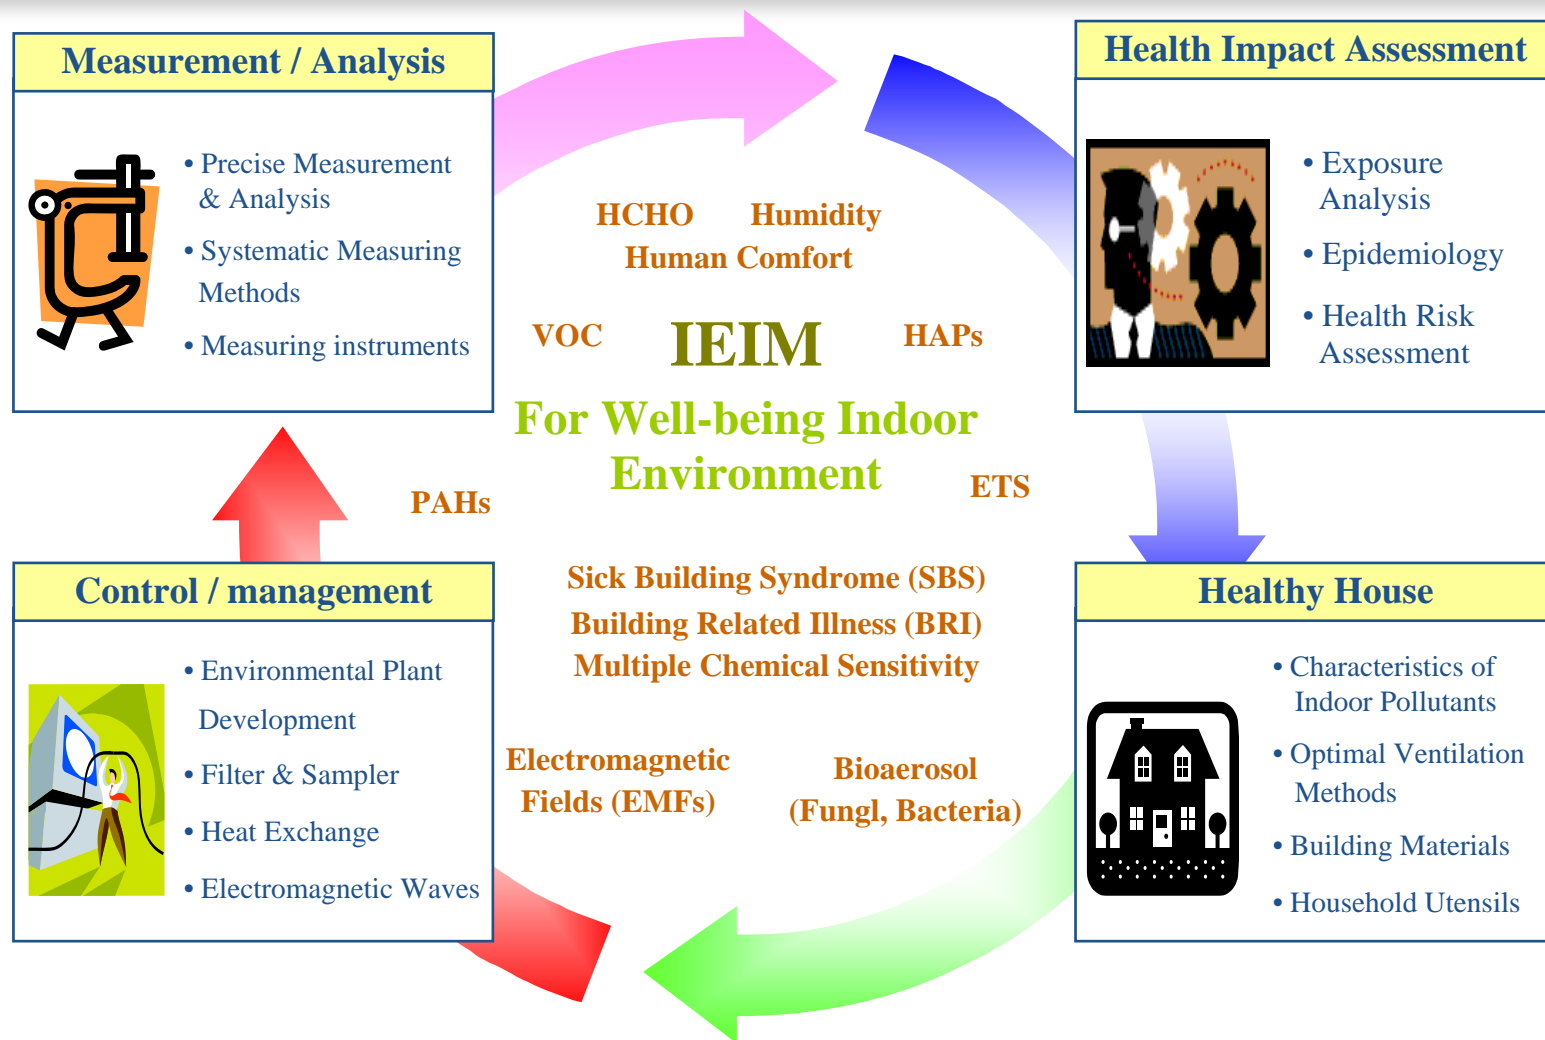 Measurement / Analysis
• Precise Measurement
& Analysis
• Systematic Measuring
Methods
• Measuring instruments
Health Impact Assessment
• Exposure
Analysis
• Epidemiology
• Health Risk
Assessment
HCHO Humidity
Human Comfort
VOC IEIM HAPs
For Well-being Indoor
Environment
PAHs
ETS
Sick Building Syndrome (SBS)
Building Related Illness (BRI)
Multiple Chemical Sensitivity
Electromagnetic
Fields (EMFs)
Bioaerosol
(Fungl, Bacteria)
Control / management
• Environmental Plant
Development
• Filter & Sampler
• Heat Exchange
• Electromagnetic Waves
Healthy House
• Characteristics of
Indoor Pollutants
• Optimal Ventilation
Methods
• Building Materials
• Household Utensils